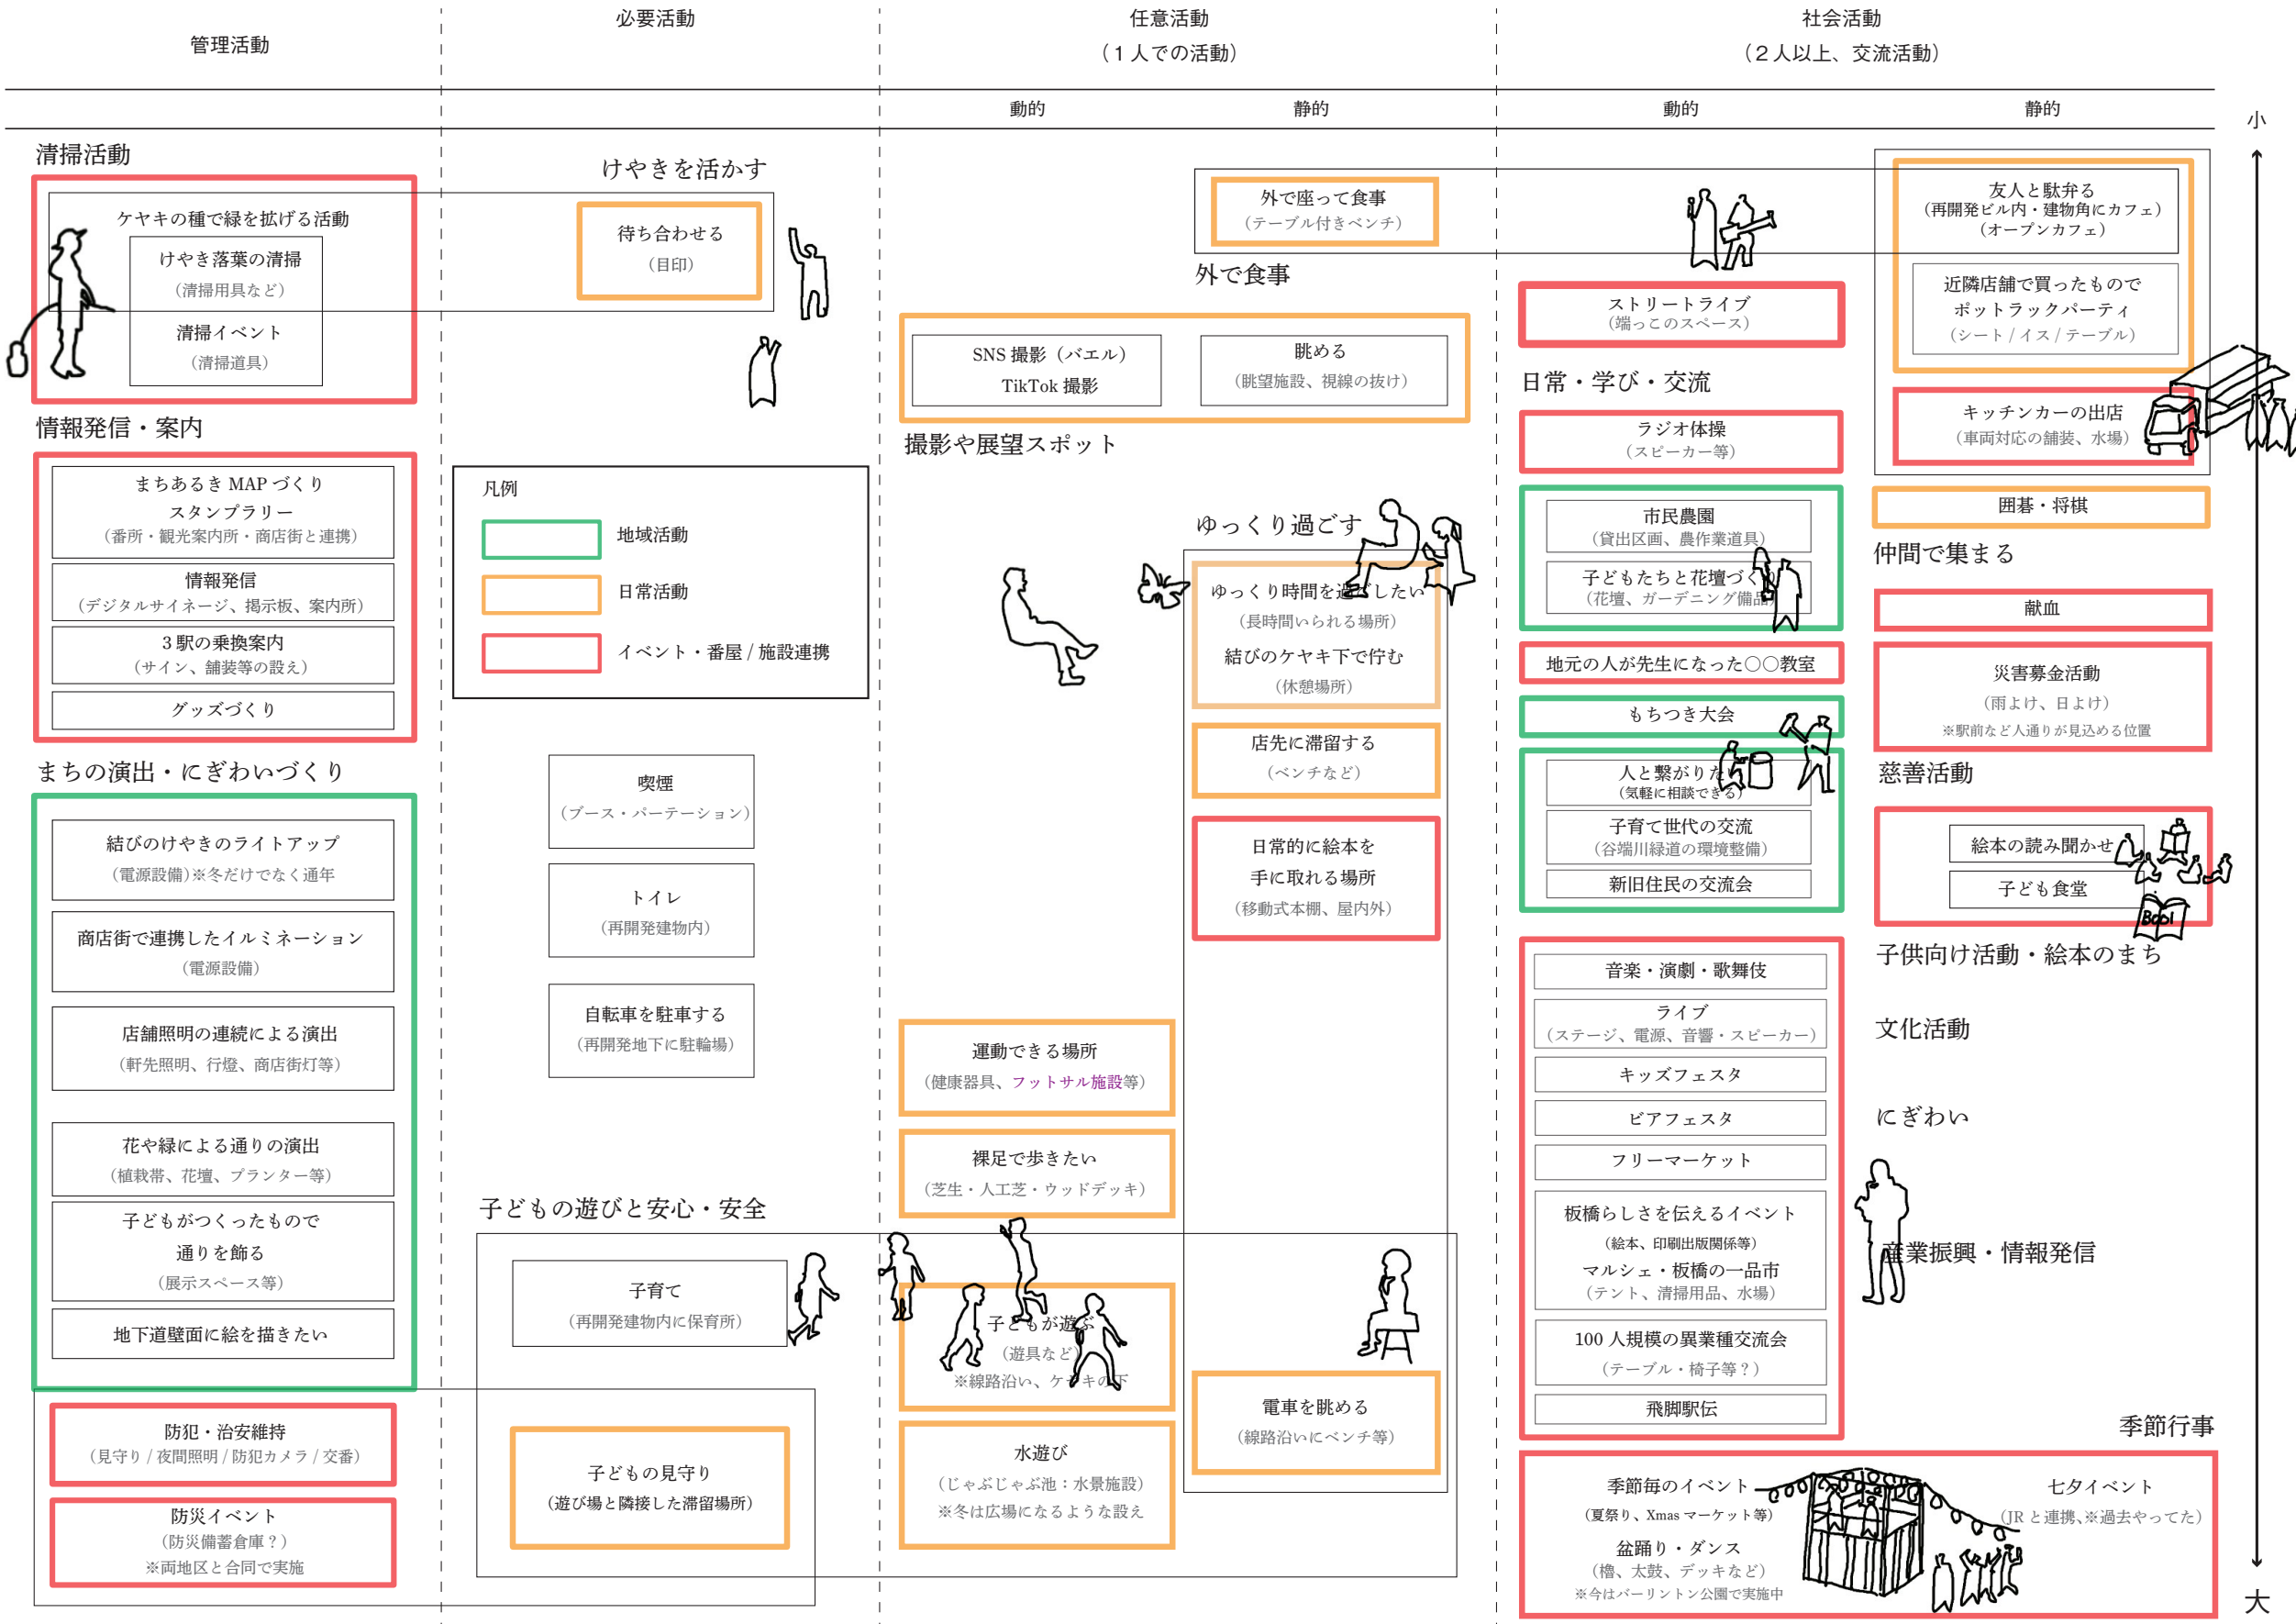 管理活動
必要活動
任意活動
（１人での活動）
社会活動
（２人以上、交流活動）
動的
静的
動的
静的
小
清掃活動
ケヤキの種で緑を拡げる活動
けやき落葉の清掃
（清掃用具など）
清掃イベント
（清掃道具）
情報発信・案内
まちあるき MAP づくり
スタンプラリー
（番所・観光案内所・商店街と連携）
情報発信
（デジタルサイネージ、掲示板、案内所）
３駅の乗換案内
（サイン、舗装等の設え）
グッズづくり
まちの演出・にぎわいづくり
結びのけやきのライトアップ
（電源設備）※冬だけでなく通年
商店街で連携したイルミネーション
（電源設備）
店舗照明の連続による演出
（軒先照明、行燈、商店街灯等）
花や緑による通りの演出
（植栽帯、花壇、プランター等）
子どもがつくったもので
通りを飾る
（展示スペース等）
地下道壁面に絵を描きたい
防犯・治安維持
（見守り / 夜間照明 / 防犯カメラ / 交番）
防災イベント
（防災備蓄倉庫？）
※両地区と合同で実施
けやきを活かす
待ち合わせる
（目印）
凡例
地域活動
日常活動
イベント・番屋 / 施設連携
喫煙
（ブース・パーテーション）
トイレ
（再開発建物内）
自転車を駐車する
（再開発地下に駐輪場）
子どもの遊びと安心・安全
子育て
（再開発建物内に保育所）
子どもの見守り
（遊び場と隣接した滞留場所）
外で座って食事
（テーブル付きベンチ）
外で食事
SNS 撮影（バエル）
TikTok 撮影
眺める
（眺望施設、視線の抜け）
撮影や展望スポット
ゆっくり過ごす
ゆっくり時間を過ごしたい
（長時間いられる場所）
結びのケヤキ下で佇む
（休憩場所）
店先に滞留する
（ベンチなど）
日常的に絵本を
手に取れる場所
（移動式本棚、屋内外）
運動できる場所
（健康器具、フットサル施設等）
裸足で歩きたい
（芝生・人工芝・ウッドデッキ）
子どもが遊ぶ
（遊具など）
※線路沿い、ケヤキの下
水遊び
（じゃぶじゃぶ池：水景施設）
※冬は広場になるような設え
電車を眺める
（線路沿いにベンチ等）
ストリートライブ
（端っこのスペース）
日常・学び・交流
ラジオ体操
（スピーカー等）
市民農園
（貸出区画、農作業道具）
子どもたちと花壇づくり
（花壇、ガーデニング備品）
地元の人が先生になった〇〇教室
もちつき大会
人と繋がりたい
（気軽に相談できる）
子育て世代の交流
（谷端川緑道の環境整備）
新旧住民の交流会
音楽・演劇・歌舞伎
ライブ
（ステージ、電源、音響・スピーカー）
キッズフェスタ
ビアフェスタ
フリーマーケット
板橋らしさを伝えるイベント
（絵本、印刷出版関係等）
マルシェ・板橋の一品市
（テント、清掃用品、水場）
100 人規模の異業種交流会
（テーブル・椅子等？）
飛脚駅伝
友人と駄弁る
（再開発ビル内・建物角にカフェ）
（オープンカフェ）
近隣店舗で買ったもので
ポットラックパーティ
（シート / イス / テーブル）
キッチンカーの出店
（車両対応の舗装、水場）
囲碁・将棋
仲間で集まる
献血
災害募金活動
（雨よけ、日よけ）
※駅前など人通りが見込める位置
慈善活動
絵本の読み聞かせ
子ども食堂
Book
子供向け活動・絵本のまち
文化活動
にぎわい
産業振興・情報発信
季節行事
季節毎のイベント
（夏祭り、Xmas マーケット等）
盆踊り・ダンス
（櫓、太鼓、デッキなど）
※今はバーリントン公園で実施中
七夕イベント
（JR と連携、※過去やってた）
大